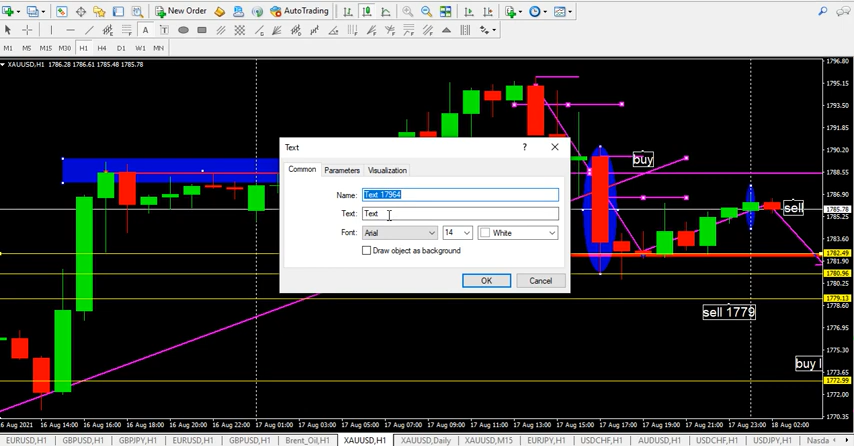 New Order
AutoTrading
A
T
M1 M5 M15 M30 H1 H4 D1 W1 MN
XAUUSD,H1 1786.28 1786.61 1785.48 1785.78
1796.80
1795.15
1793.50
1791.85
1790.20
1788.55
1786.90
1785.78
1783.60
1782.49
1781.90
1780.96
1780.25
1779.13
1776.95
1775.30
1773.65
1772.99
1772.00
1770.35
Text
? ×
Common Parameters Visualization
Name: Text 17964
Text: Text
Font: Arial 14 White
Draw object as background
OK Cancel
buy
sell
sell 1779
buy l
16 Aug 2021 16 Aug 14:00 16 Aug 16:00 16 Aug 18:00 16 Aug 20:00 16 Aug 22:00 17 Aug 01:00 17 Aug 03:00 17 Aug 05:00 17 Aug 07:00 17 Aug 09:00 17 Aug 11:00 17 Aug 13:00 17 Aug 15:00 17 Aug 17:00 17 Aug 19:00 17 Aug 21:00 17 Aug 23:00 18 Aug 02:00
EURUSD,H1 GBPUSD,H1 GBPJPY,H1 EURUSD,H1 GBPUSD,H1 Brent_Oil,H1 XAUUSD,H1 XAUUSD,Daily XAUUSD,M15 EURJPY,H1 USDCHF,H1 AUDUSD,H1 USDCHF,H1 USDJPY,H1 Nasda